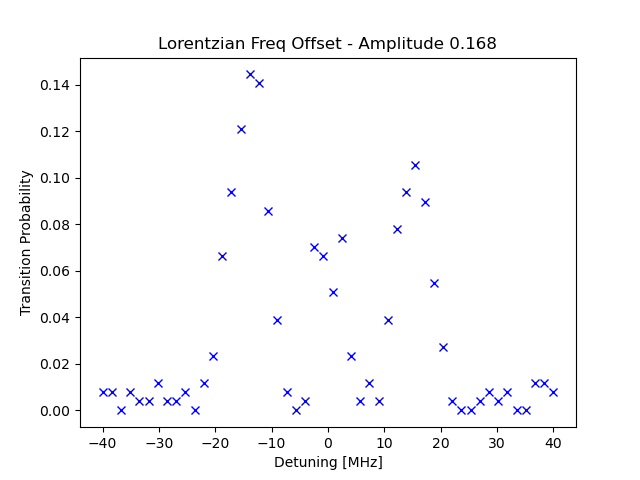 Lorentzian Freq Offset - Amplitude 0.168
Transition Probability
0.14
0.12
0.10
0.08
0.06
0.04
0.02
0.00
−40 −30 −20 −10 0 10 20 30 40
Detuning [MHz]